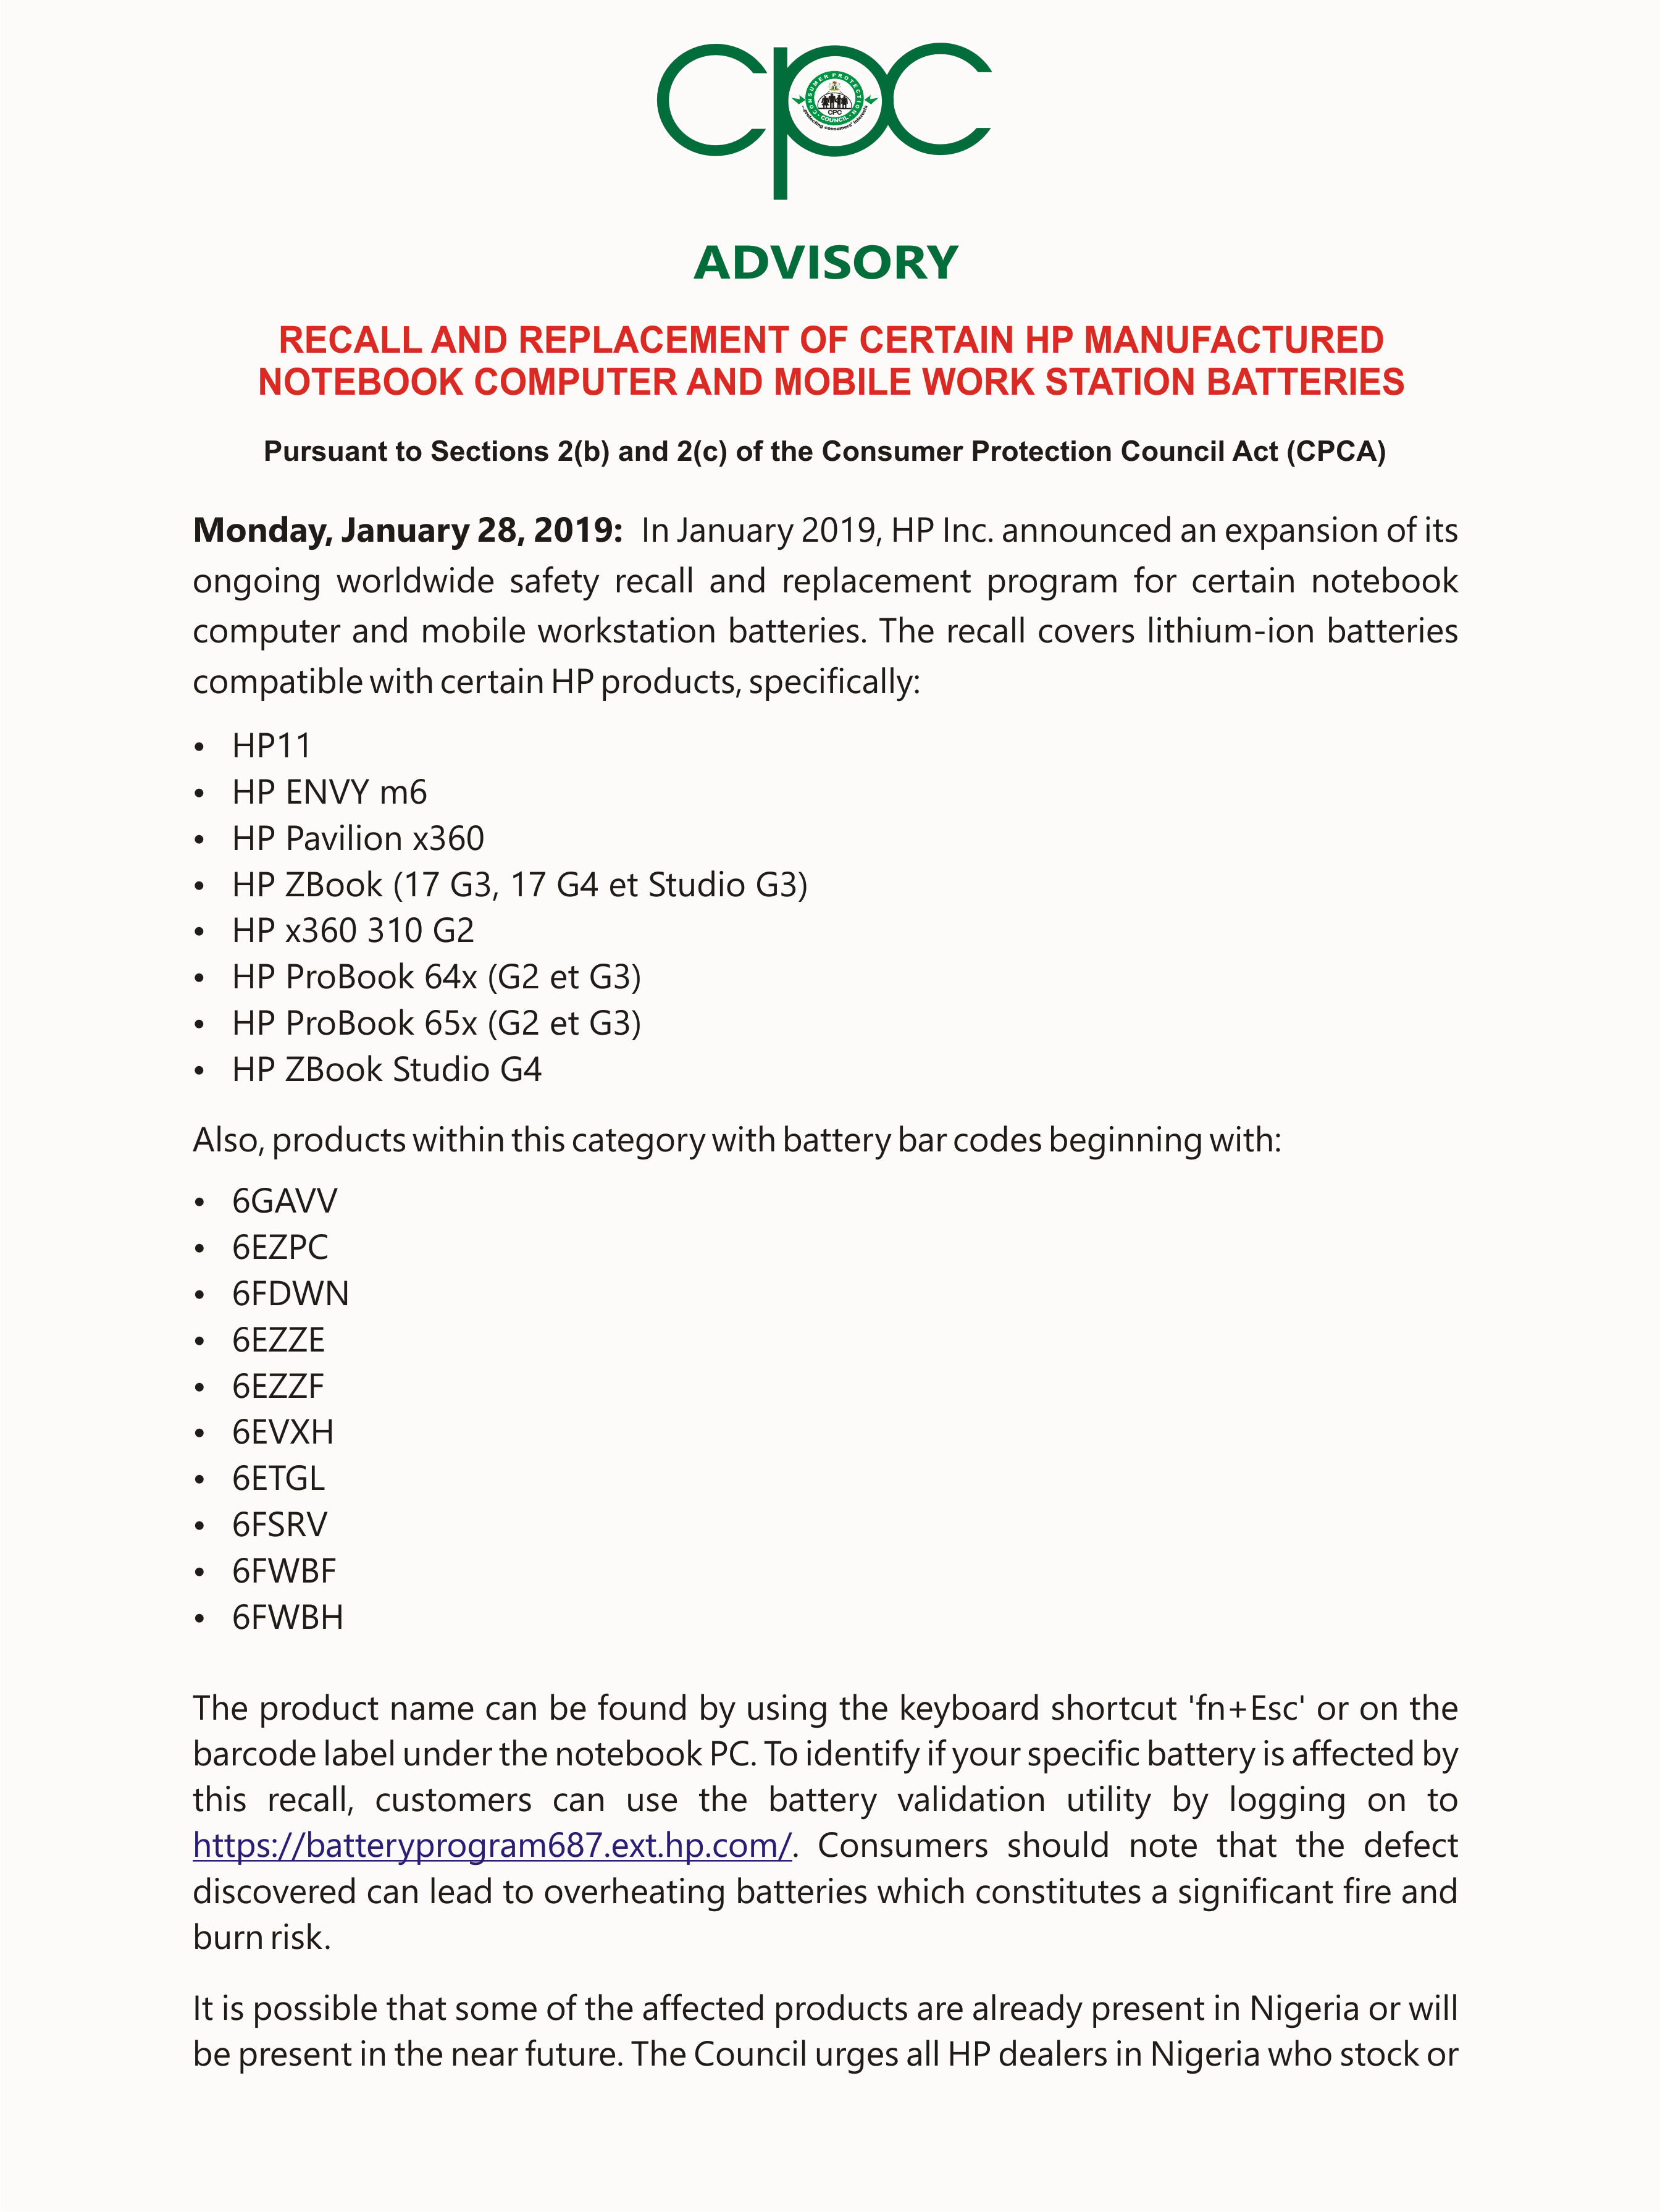 cpc
CONSUMER PROTECTION
CPC
COUNCIL
...protecting consumers' interests
ADVISORY
RECALL AND REPLACEMENT OF CERTAIN HP MANUFACTURED
NOTEBOOK COMPUTER AND MOBILE WORK STATION BATTERIES
Pursuant to Sections 2(b) and 2(c) of the Consumer Protection Council Act (CPCA)
Monday, January 28, 2019: In January 2019, HP Inc. announced an expansion of its
ongoing worldwide safety recall and replacement program for certain notebook
computer and mobile workstation batteries. The recall covers lithium-ion batteries
compatible with certain HP products, specifically:
• HP11
• HP ENVY m6
• HP Pavilion x360
• HP ZBook (17 G3, 17 G4 et Studio G3)
• HP x360 310 G2
• HP ProBook 64x (G2 et G3)
• HP ProBook 65x (G2 et G3)
• HP ZBook Studio G4
Also, products within this category with battery bar codes beginning with:
• 6GAVV
• 6EZPC
• 6FDWN
• 6EZZE
• 6EZZF
• 6EVXH
• 6ETGL
• 6FSRV
• 6FWBF
• 6FWBH
The product name can be found by using the keyboard shortcut 'fn+Esc' or on the
barcode label under the notebook PC. To identify if your specific battery is affected by
this recall, customers can use the battery validation utility by logging on to
https://batteryprogram687.ext.hp.com/. Consumers should note that the defect
discovered can lead to overheating batteries which constitutes a significant fire and
burn risk.
It is possible that some of the affected products are already present in Nigeria or will
be present in the near future. The Council urges all HP dealers in Nigeria who stock or